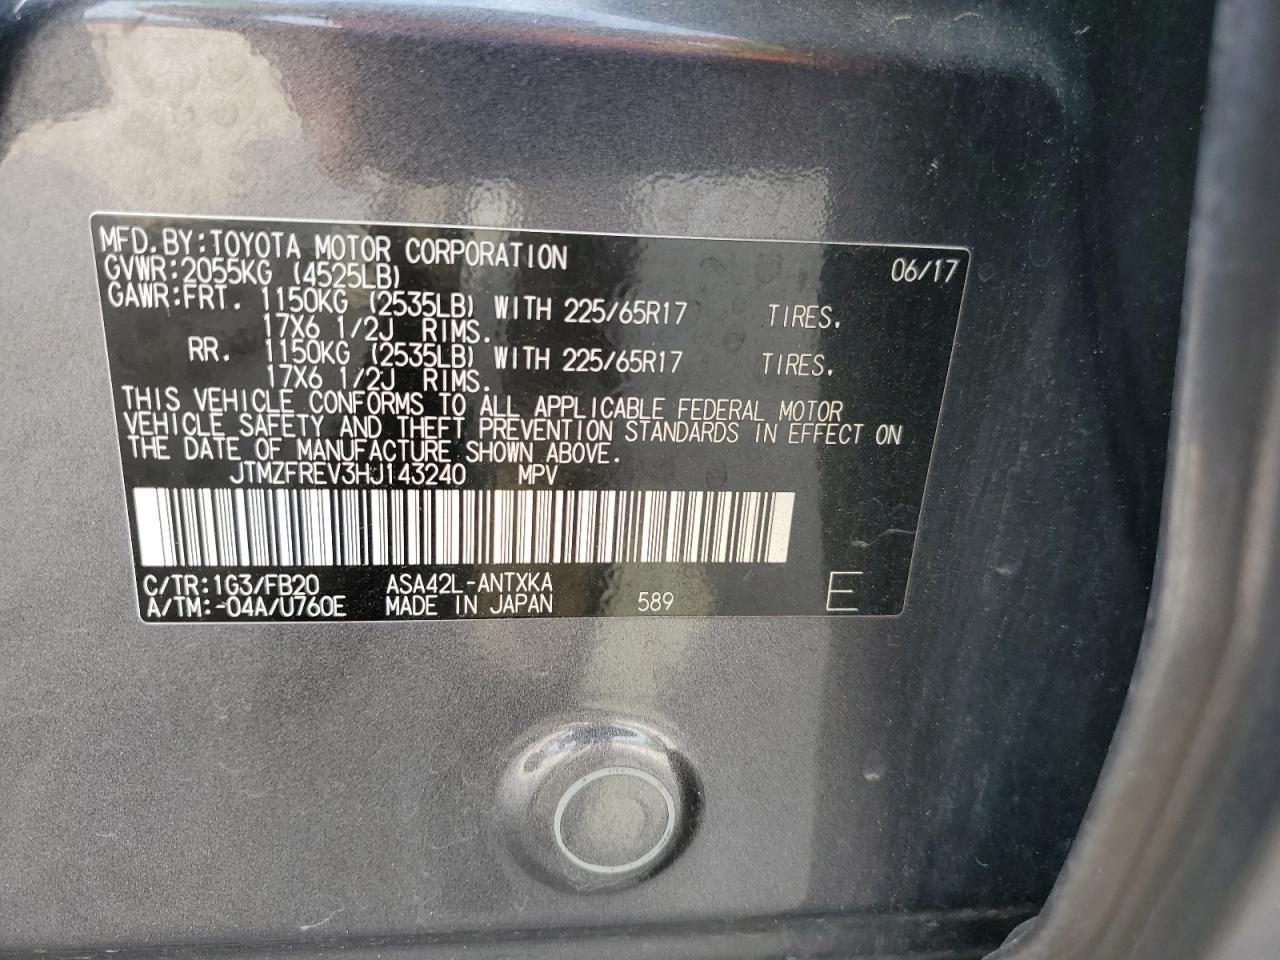 MFD.BY:TOYOTA MOTOR CORPORATION 06/17
GVWR:2055KG (4525LB)
GAWR:FRT. 1150KG (2535LB) WITH 225/65R17 TIRES.
17X6 1/2J RIMS.
RR. 1150KG (2535LB) WITH 225/65R17 TIRES.
17X6 1/2J RIMS.
THIS VEHICLE CONFORMS TO ALL APPLICABLE FEDERAL MOTOR
VEHICLE SAFETY AND THEFT PREVENTION STANDARDS IN EFFECT ON
THE DATE OF MANUFACTURE SHOWN ABOVE.
JTMZFREV3HJ143240 MPV
C/TR:1G3/FB20 ASA42L-ANTXKA
A/TM:-04A/U760E MADE IN JAPAN 589 E